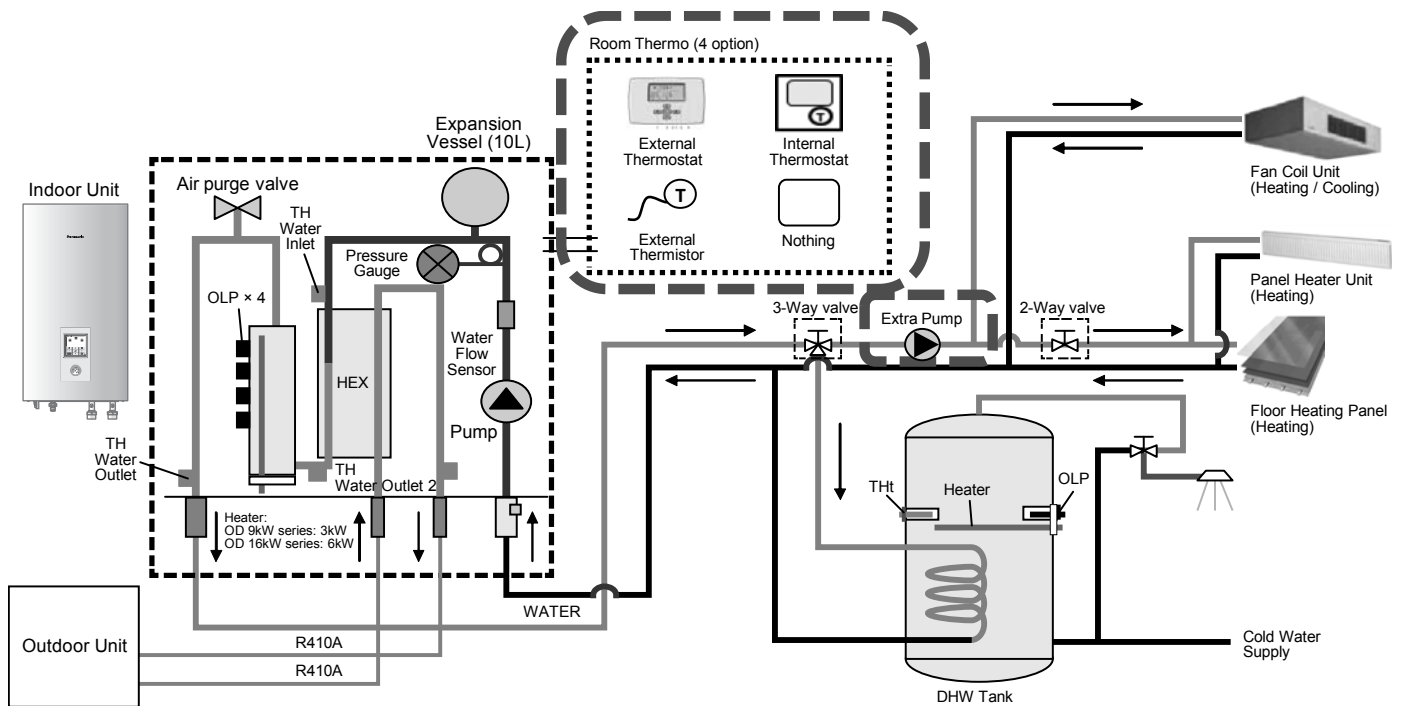 Room Thermo (4 option)
External
Thermostat
Internal
Thermostat
T
T
External
Thermistor
Nothing
Indoor Unit
Expansion
Vessel (10L)
Air purge valve
TH
Water
Inlet
Pressure
Gauge
OLP × 4
HEX
Water
Flow
Sensor
Pump
TH
Water
Outlet
TH
Water Outlet 2
Heater:
OD 9kW series: 3kW
OD 16kW series: 6kW
Outdoor Unit
WATER
R410A
R410A
3-Way valve
Extra Pump
2-Way valve
Fan Coil Unit
(Heating / Cooling)
Panel Heater Unit
(Heating)
Floor Heating Panel
(Heating)
THt
Heater
OLP
Cold Water
Supply
DHW Tank